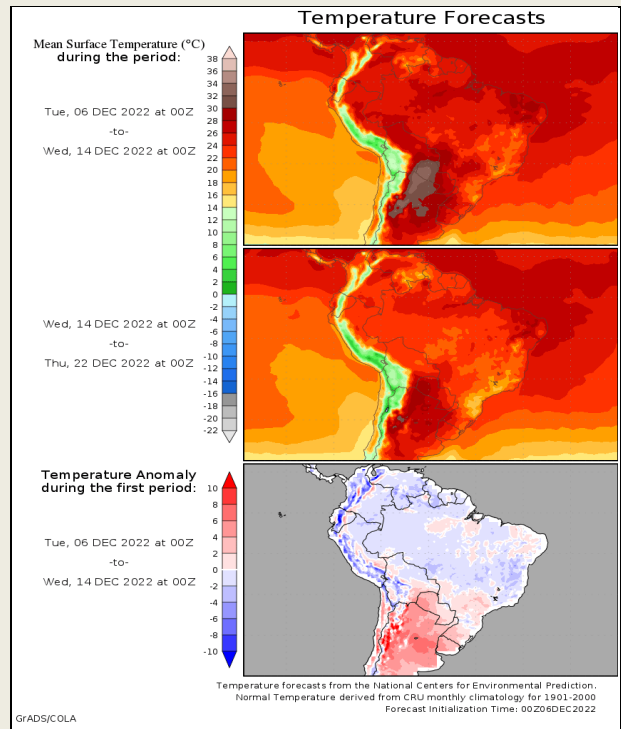 Temperature Forecasts
Mean Surface Temperature (°C)
during the period:
38
36
34
32
30
28
26
24
22
20
18
16
14
12
10
8
6
4
2
0
-2
-4
-6
-8
-10
-12
-14
-16
-18
-20
-22
Tue, 06 DEC 2022 at 00Z
-to-
Wed, 14 DEC 2022 at 00Z
Wed, 14 DEC 2022 at 00Z
-to-
Thu, 22 DEC 2022 at 00Z
Temperature Anomaly
during the first period:
10
8
6
4
2
0
-2
-4
-6
-8
-10
Tue, 06 DEC 2022 at 00Z
-to-
Wed, 14 DEC 2022 at 00Z
Temperature forecasts from the National Centers for Environmental Prediction.
Normal Temperature derived from CRU monthly climatology for 1901-2000
Forecast Initialization Time: 00Z06DEC2022
GrADS/COLA